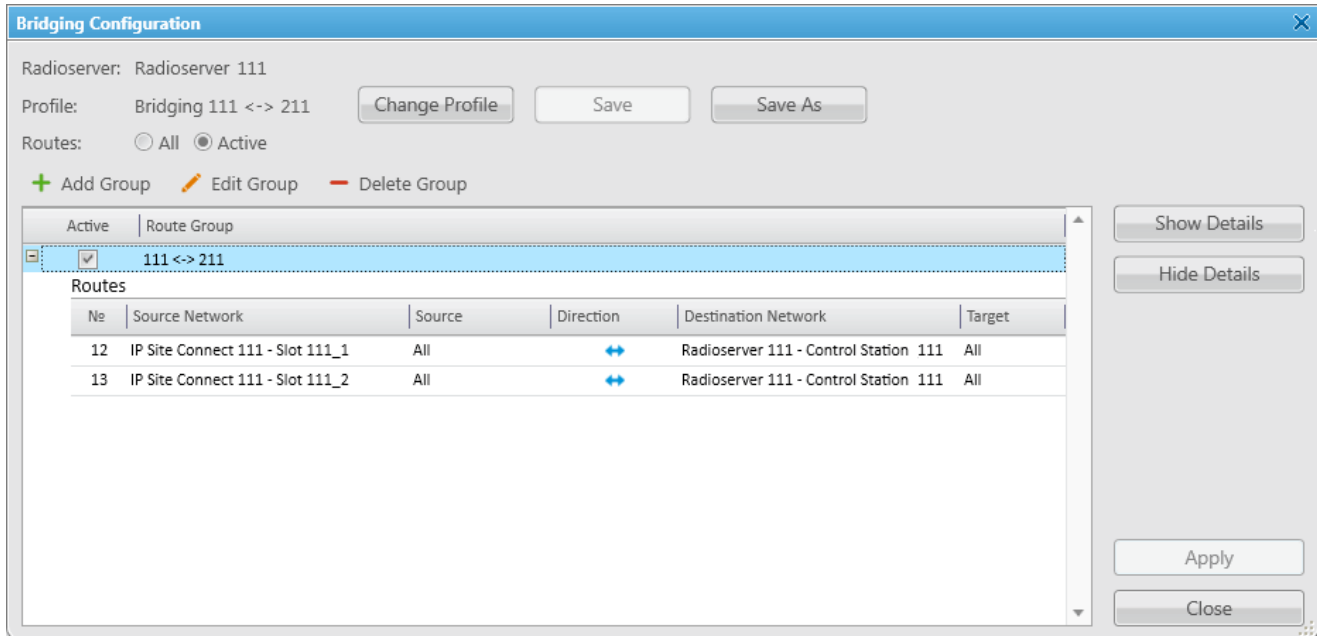 Bridging Configuration
Radioserver: Radioserver 111
Profile: Bridging 111 <-> 211 Change Profile Save Save As
Routes: All Active
Add Group Edit Group Delete Group
Active Route Group Show Details
111 <-> 211
Hide Details
Routes
№ Source Network Source Direction Destination Network Target
12 IP Site Connect 111 - Slot 111_1 All Radioserver 111 - Control Station 111 All
13 IP Site Connect 111 - Slot 111_2 All Radioserver 111 - Control Station 111 All
Apply
Close